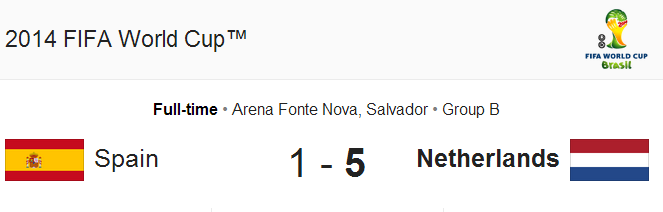 2014 FIFA World Cup™
FIFA WORLD CUP
Brasil
Full-time • Arena Fonte Nova, Salvador • Group B
Spain 1 - 5 Netherlands